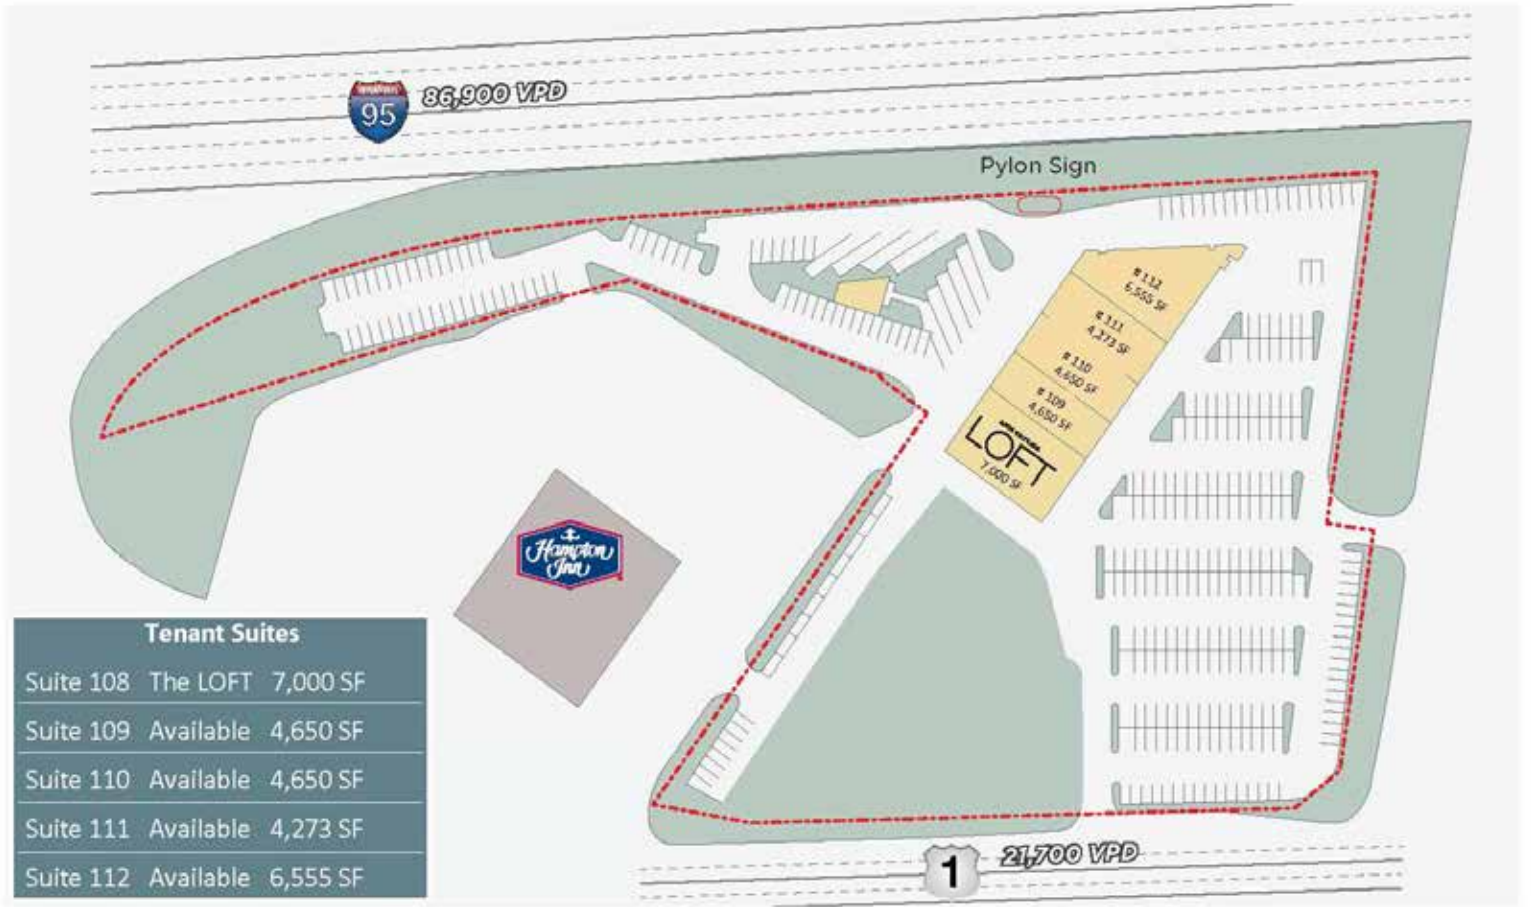 INTERSTATE
95
86,900 VPD
Pylon Sign
# 112
6,555 SF
# 111
4,273 SF
# 110
4,650 SF
# 109
4,650 SF
ANN TAYLOR
LOFT
7,000 SF
Hampton
Inn
Tenant Suites
Suite 108 The LOFT 7,000 SF
Suite 109 Available 4,650 SF
Suite 110 Available 4,650 SF
Suite 111 Available 4,273 SF
Suite 112 Available 6,555 SF
1
21,700 VPD